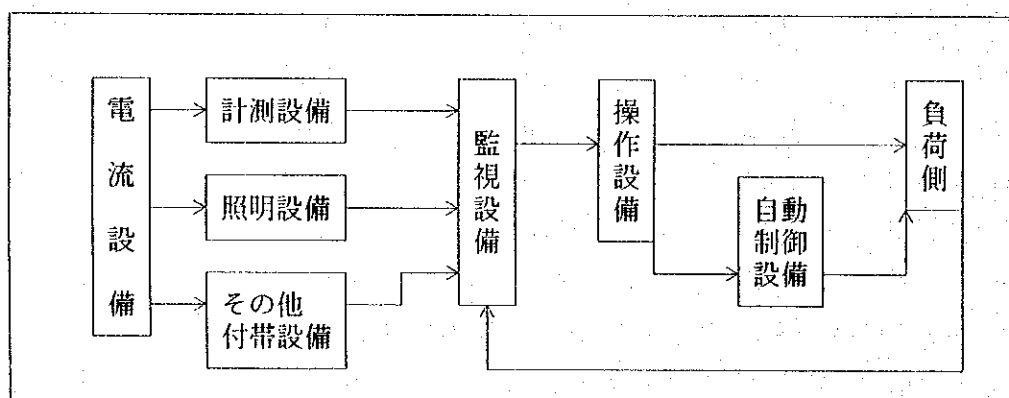 電流設備
計測設備
照明設備
その他
付帯設備
監視設備
操作設備
自動
制御
設備
負荷側